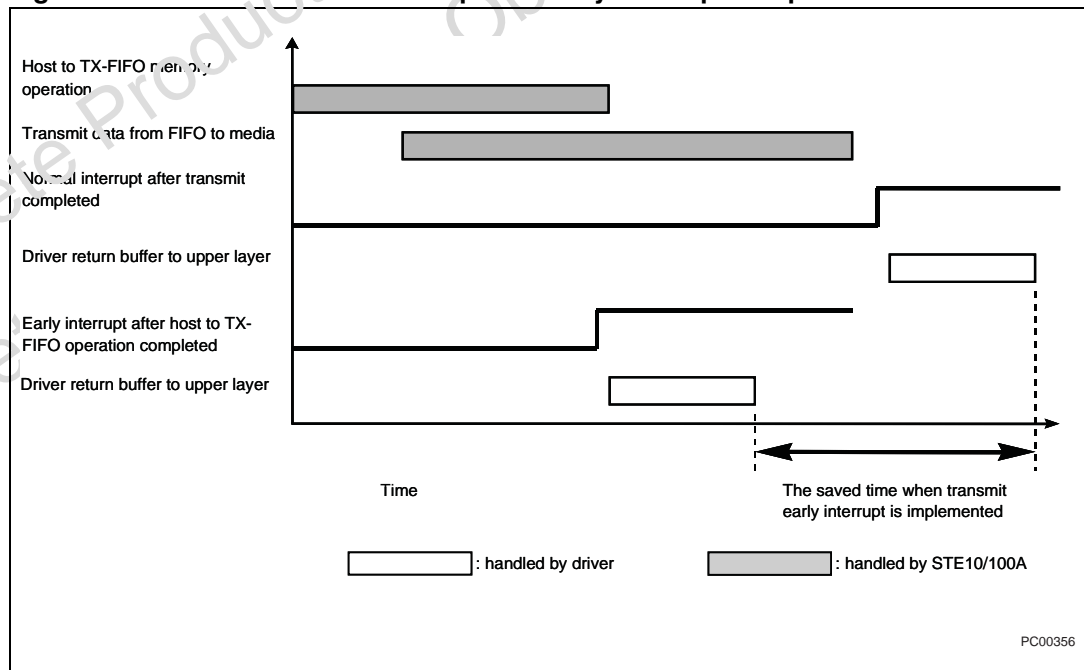 Host to TX-FIFO memory
operation
Transmit data from FIFO to media
Normal interrupt after transmit
completed
Driver return buffer to upper layer
Early interrupt after host to TX-
FIFO operation completed
Driver return buffer to upper layer
Time
The saved time when transmit
early interrupt is implemented
: handled by driver
: handled by STE10/100A
PC00356